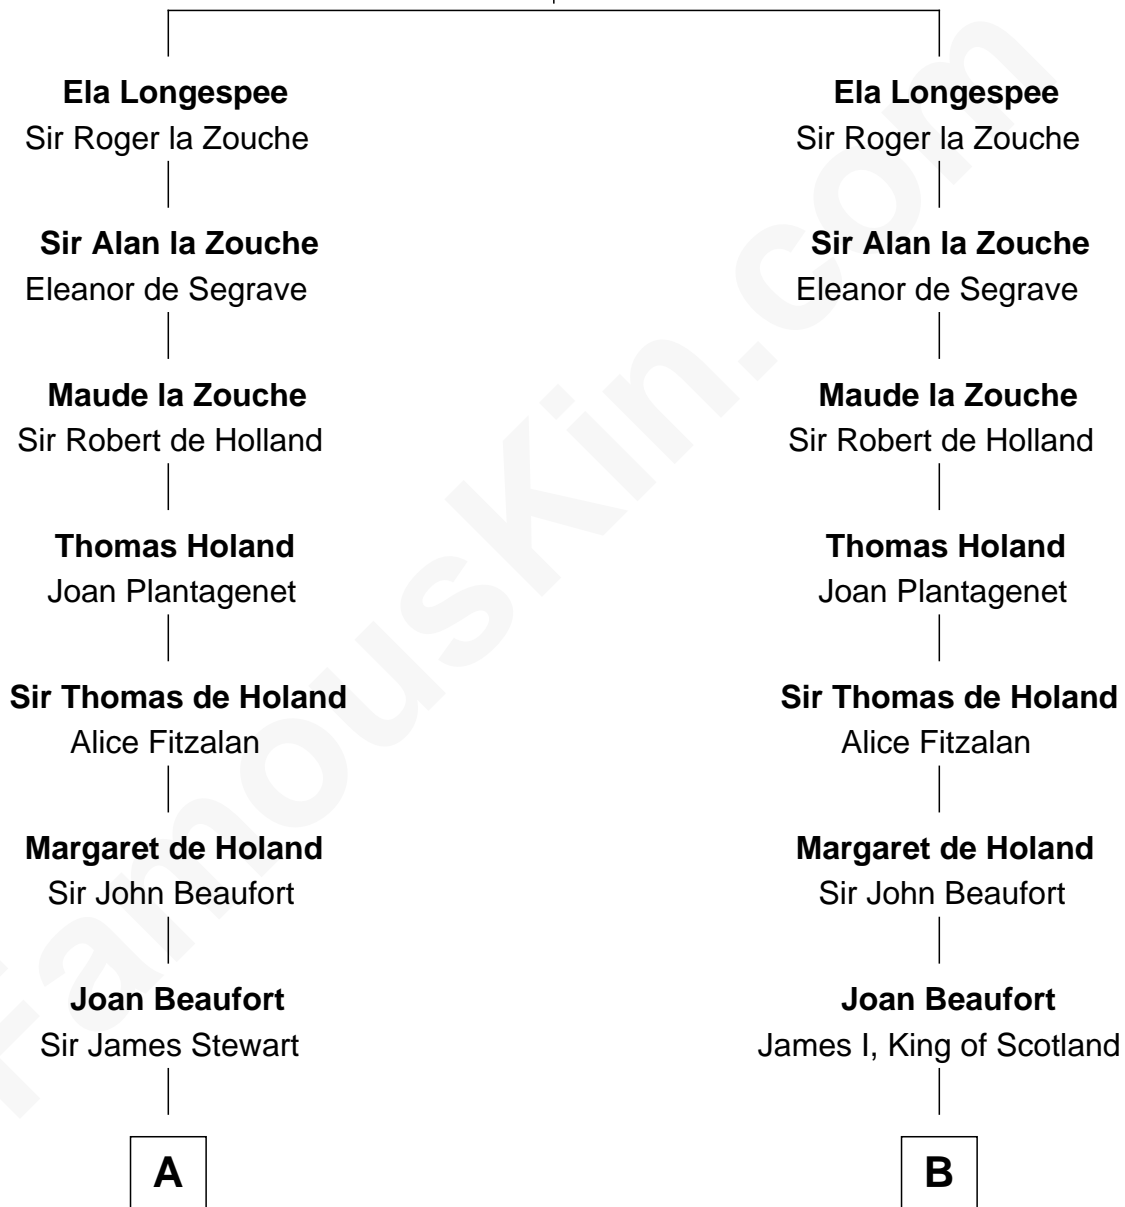 Ela Longespee
Sir Roger la Zouche
Sir Alan la Zouche
Eleanor de Segrave
Maude la Zouche
Sir Robert de Holland
Thomas Holand
Joan Plantagenet
Sir Thomas de Holand
Alice Fitzalan
Margaret de Holand
Sir John Beaufort
Joan Beaufort
Sir James Stewart
A
Ela Longespee
Sir Roger la Zouche
Sir Alan la Zouche
Eleanor de Segrave
Maude la Zouche
Sir Robert de Holland
Thomas Holand
Joan Plantagenet
Sir Thomas de Holand
Alice Fitzalan
Margaret de Holand
Sir John Beaufort
Joan Beaufort
James I, King of Scotland
B
FamousKin.com